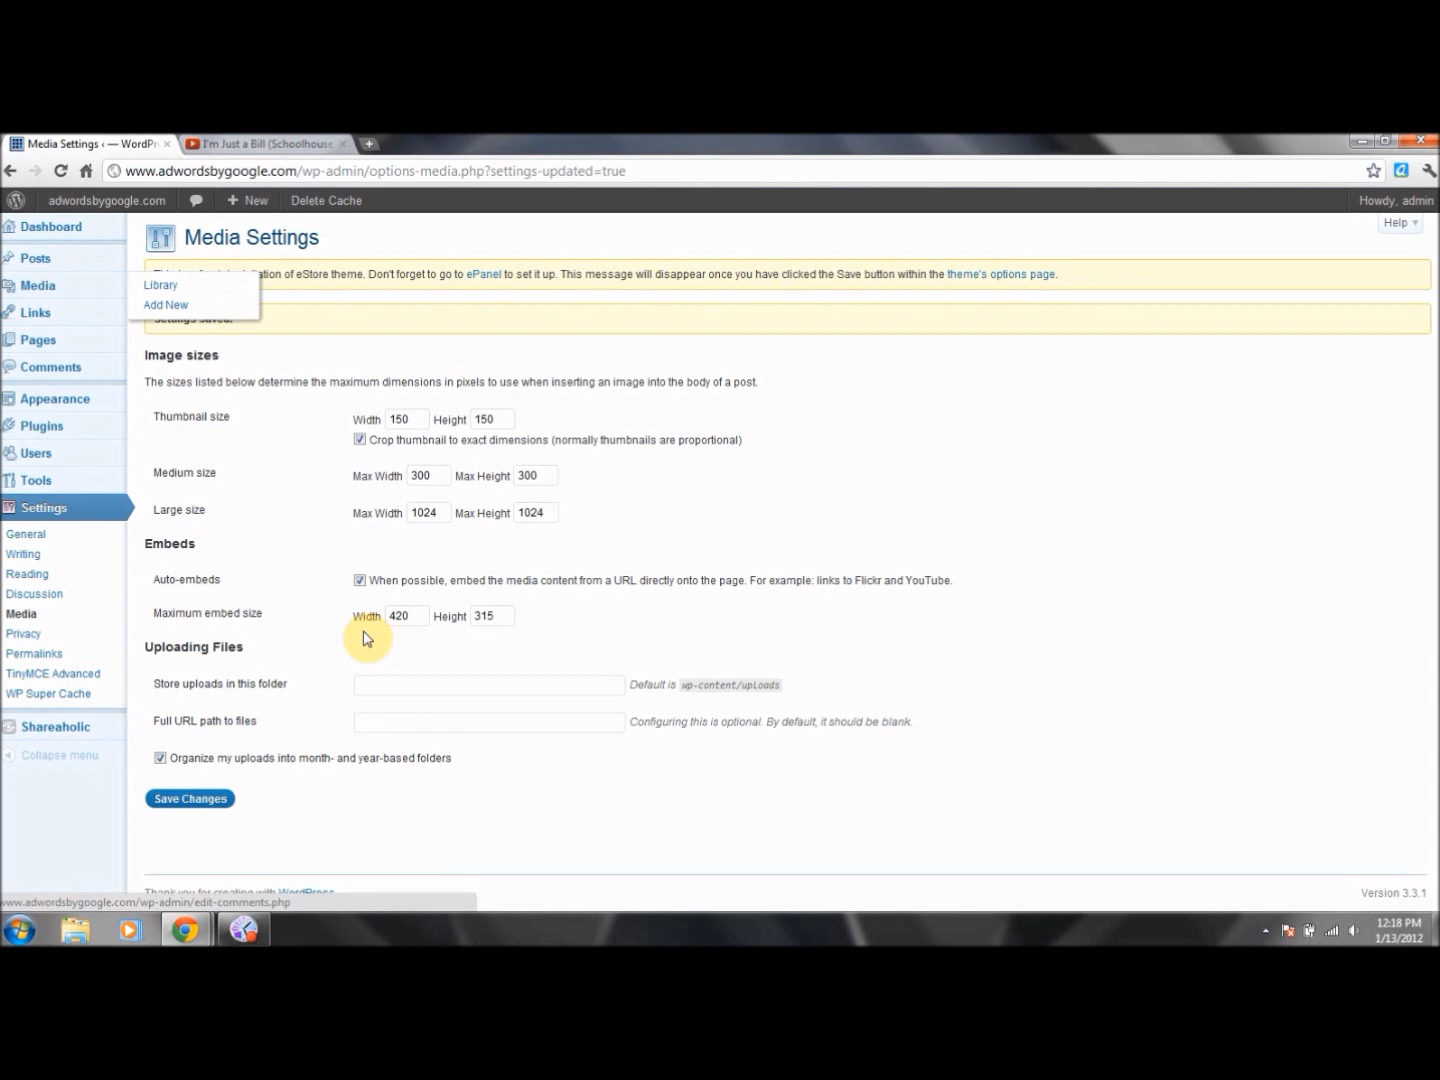 Media Settings ‹ — WordPr
I'm Just a Bill (Schoolhouse
www.adwordsbygoogle.com/wp-admin/options-media.php?settings-updated=true
adwordsbygoogle.com
New
Delete Cache
Howdy, admin
Help
Dashboard
Posts
Media
Links
Pages
Comments
Appearance
Plugins
Users
Tools
Settings
General
Writing
Reading
Discussion
Media
Privacy
Permalinks
TinyMCE Advanced
WP Super Cache
Shareaholic
Collapse menu
Library
Add New
Media Settings
of eStore theme. Don't forget to go to ePanel to set it up. This message will disappear once you have clicked the Save button within the theme's options page.
Settings saved.
Image sizes
The sizes listed below determine the maximum dimensions in pixels to use when inserting an image into the body of a post.
Thumbnail size
Width 150 Height 150
Crop thumbnail to exact dimensions (normally thumbnails are proportional)
Medium size
Max Width 300 Max Height 300
Large size
Max Width 1024 Max Height 1024
Embeds
Auto-embeds
When possible, embed the media content from a URL directly onto the page. For example: links to Flickr and YouTube.
Maximum embed size
Width 420 Height 315
Uploading Files
Store uploads in this folder
Default is wp-content/uploads
Full URL path to files
Configuring this is optional. By default, it should be blank.
Organize my uploads into month- and year-based folders
Save Changes
Thank you for creating with WordPress
Version 3.3.1
www.adwordsbygoogle.com/wp-admin/edit-comments.php
12:18 PM
1/13/2012